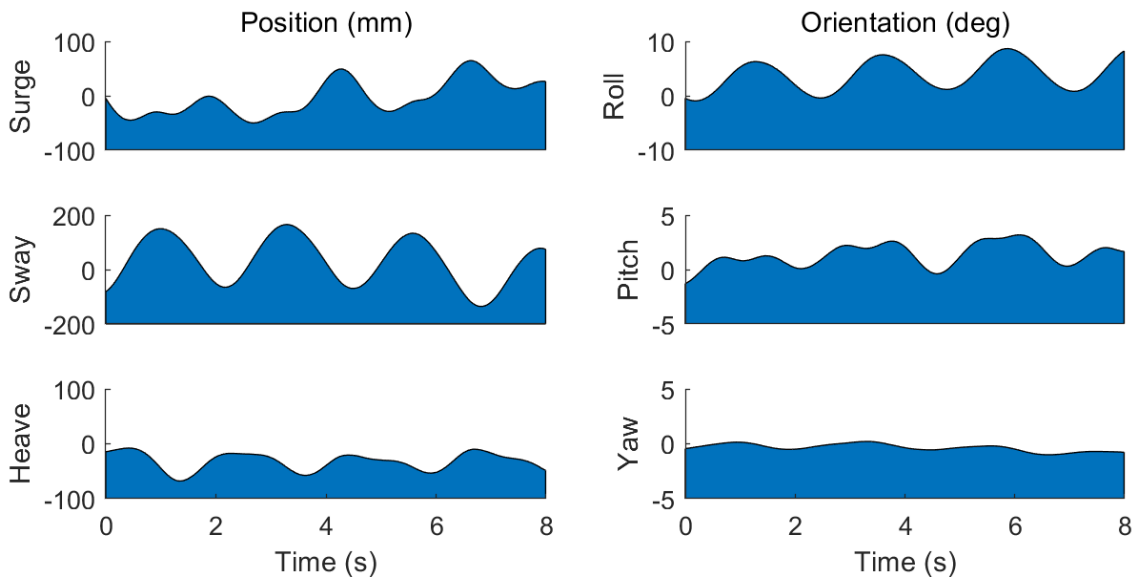 Position (mm)
Orientation (deg)
Surge
100
0
-100
Roll
10
0
-10
Sway
200
0
-200
Pitch
5
0
-5
Heave
100
0
-100
0 2 4 6 8
Time (s)
Yaw
5
0
-5
0 2 4 6 8
Time (s)